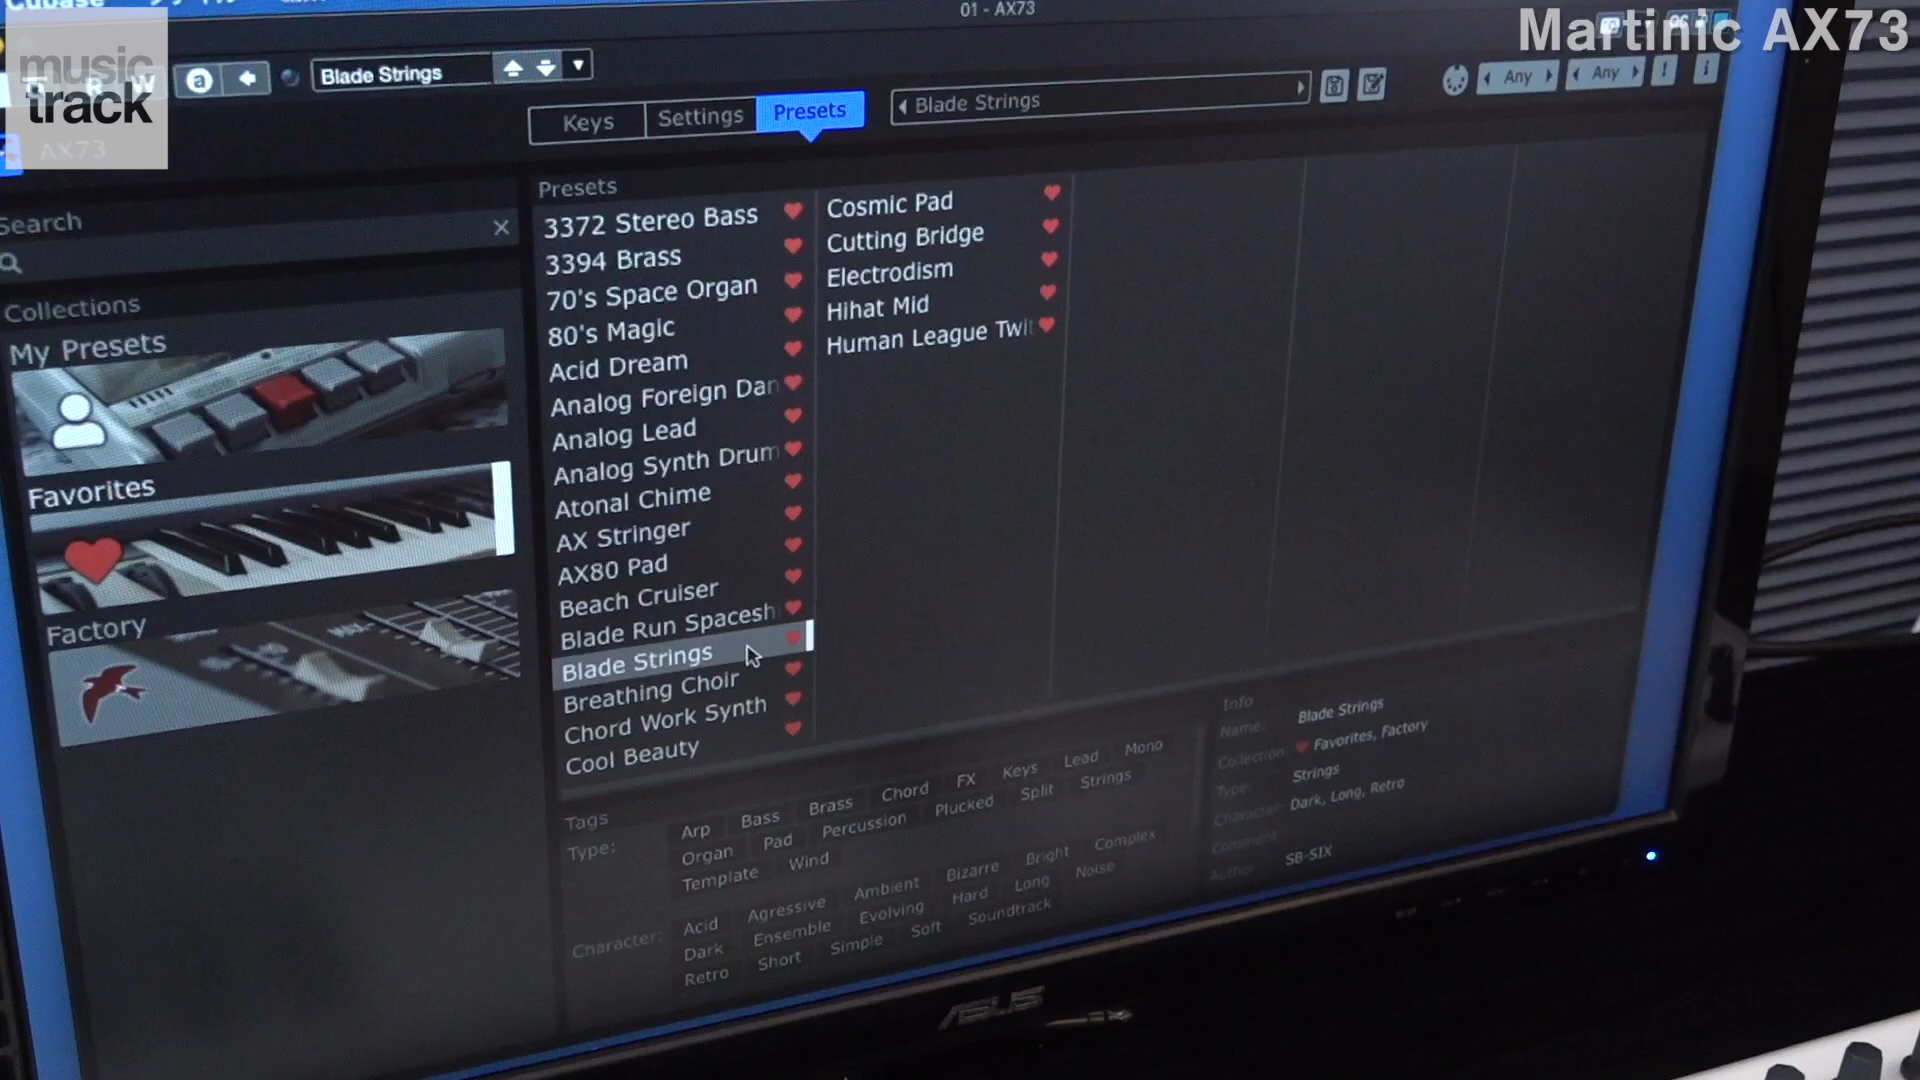 Cubase
01 - AX73
Martinic AX73
music
track
R
W
a
Blade Strings
AX73
Keys
Settings
Presets
Blade Strings
Any
Any
!
i
Search
Collections
My Presets
Favorites
Factory
Presets
3372 Stereo Bass
3394 Brass
70's Space Organ
80's Magic
Acid Dream
Analog Foreign Dan
Analog Lead
Analog Synth Drum
Atonal Chime
AX Stringer
AX80 Pad
Beach Cruiser
Blade Run Spacesh
Blade Strings
Breathing Choir
Chord Work Synth
Cool Beauty
Cosmic Pad
Cutting Bridge
Electrodism
Hihat Mid
Human League Twi
Tags
Type:
Arp Bass Brass Chord FX Keys Lead Mono
Organ Pad Percussion Plucked Split Strings
Template Wind
Character:
Acid Agressive Ambient Bizarre Bright Complex
Dark Ensemble Evolving Hard Long Noise
Retro Short Simple Soft Soundtrack
Info
Name: Blade Strings
Collection: Favorites, Factory
Type: Strings
Character: Dark, Long, Retro
Comment:
Author: SB-SIX
ASUS